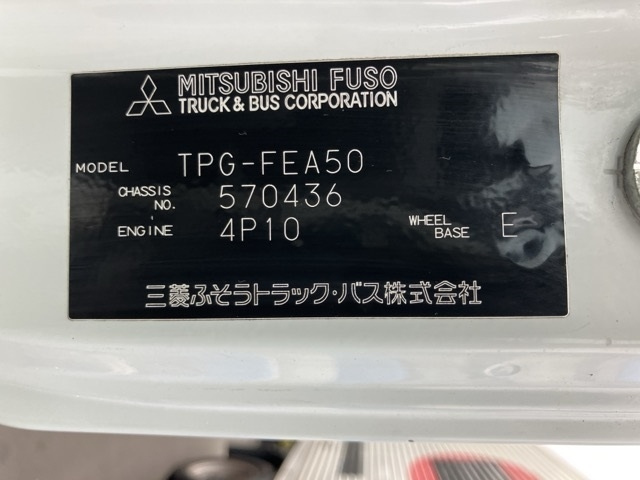 MITSUBISHI FUSO
TRUCK & BUS CORPORATION
MODEL TPG-FEA50
CHASSIS NO. 570436
ENGINE 4P10 WHEEL BASE E
三菱ふそうトラック・バス株式会社